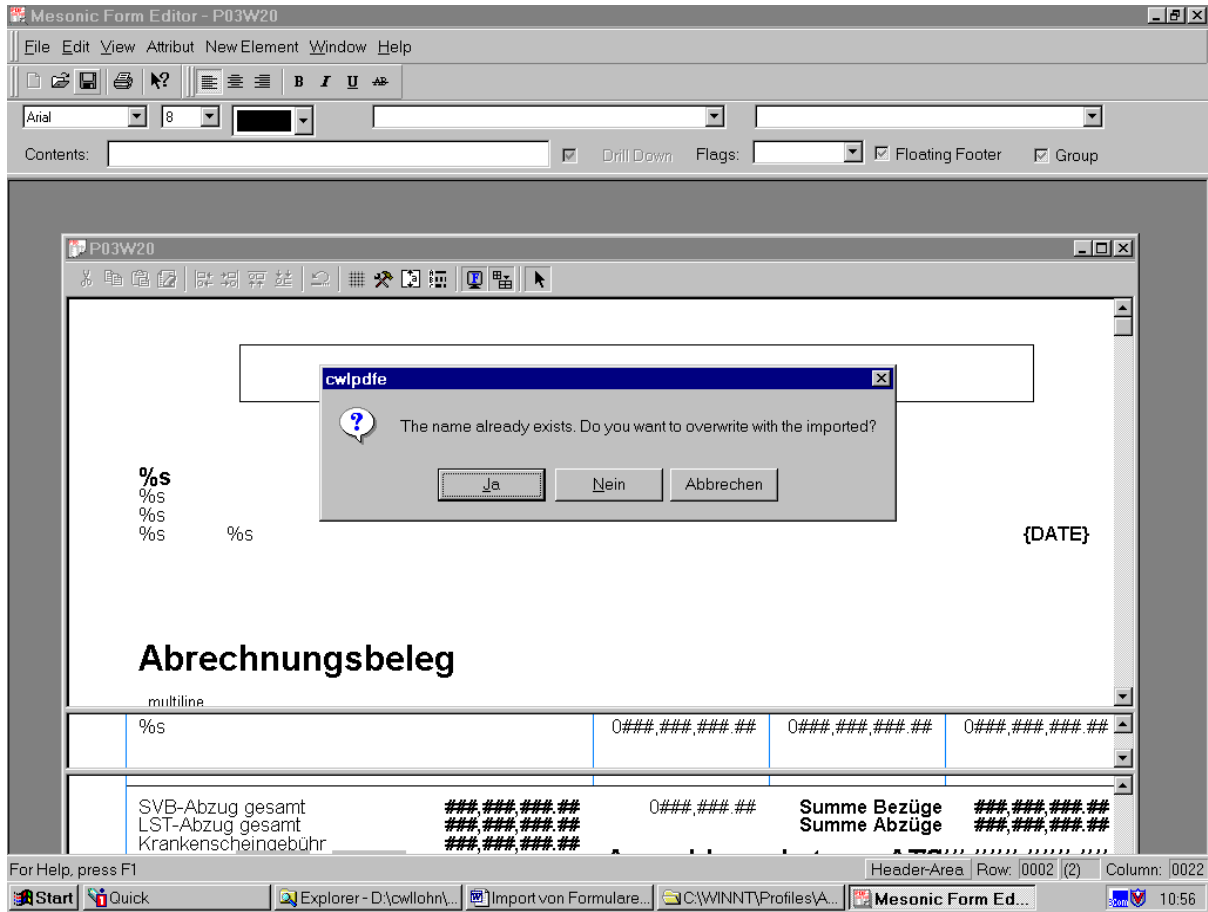 Mesonic Form Editor - P03W20
File Edit View Attribut New Element Window Help
B I U AB
Arial 8
Contents: Drill Down Flags: Floating Footer Group
P03W20
cwlpdfe
The name already exists. Do you want to overwrite with the imported?
Ja Nein Abbrechen
%s
%s
%s
%s %s {DATE}
Abrechnungsbeleg
multiline
%s 0###,###,###.## 0###,###,###.## 0###,###,###.##
SVB-Abzug gesamt ###,###,###.## 0###,###.## Summe Bezüge ###,###,###.##
LST-Abzug gesamt ###,###,###.## Summe Abzüge ###,###,###.##
Krankenscheingebühr ###,###,###.##
For Help, press F1 Header-Area Row: 0002 (2) Column: 0022
Start Quick Explorer - D:\cwllohn\... Import von Formulare... C:\WINNT\Profiles\A... Mesonic Form Ed... 10:56